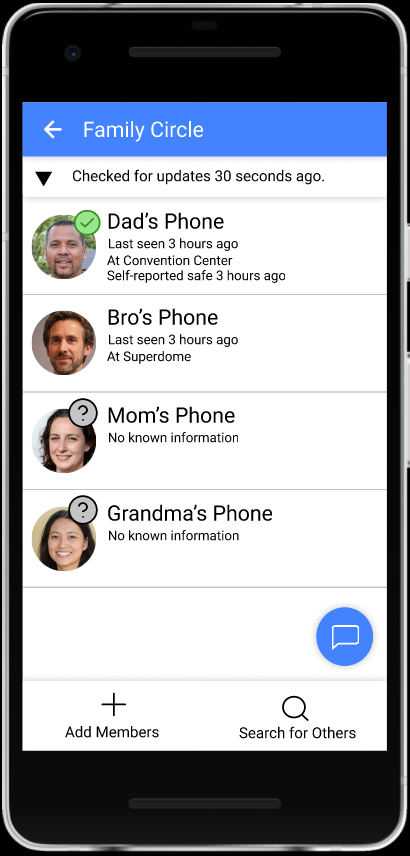 Family Circle
Checked for updates 30 seconds ago.
Dad's Phone
Last seen 3 hours ago
At Convention Center
Self-reported safe 3 hours ago
Bro's Phone
Last seen 3 hours ago
At Superdome
?
Mom's Phone
No known information
?
Grandma's Phone
No known information
Add Members
Search for Others